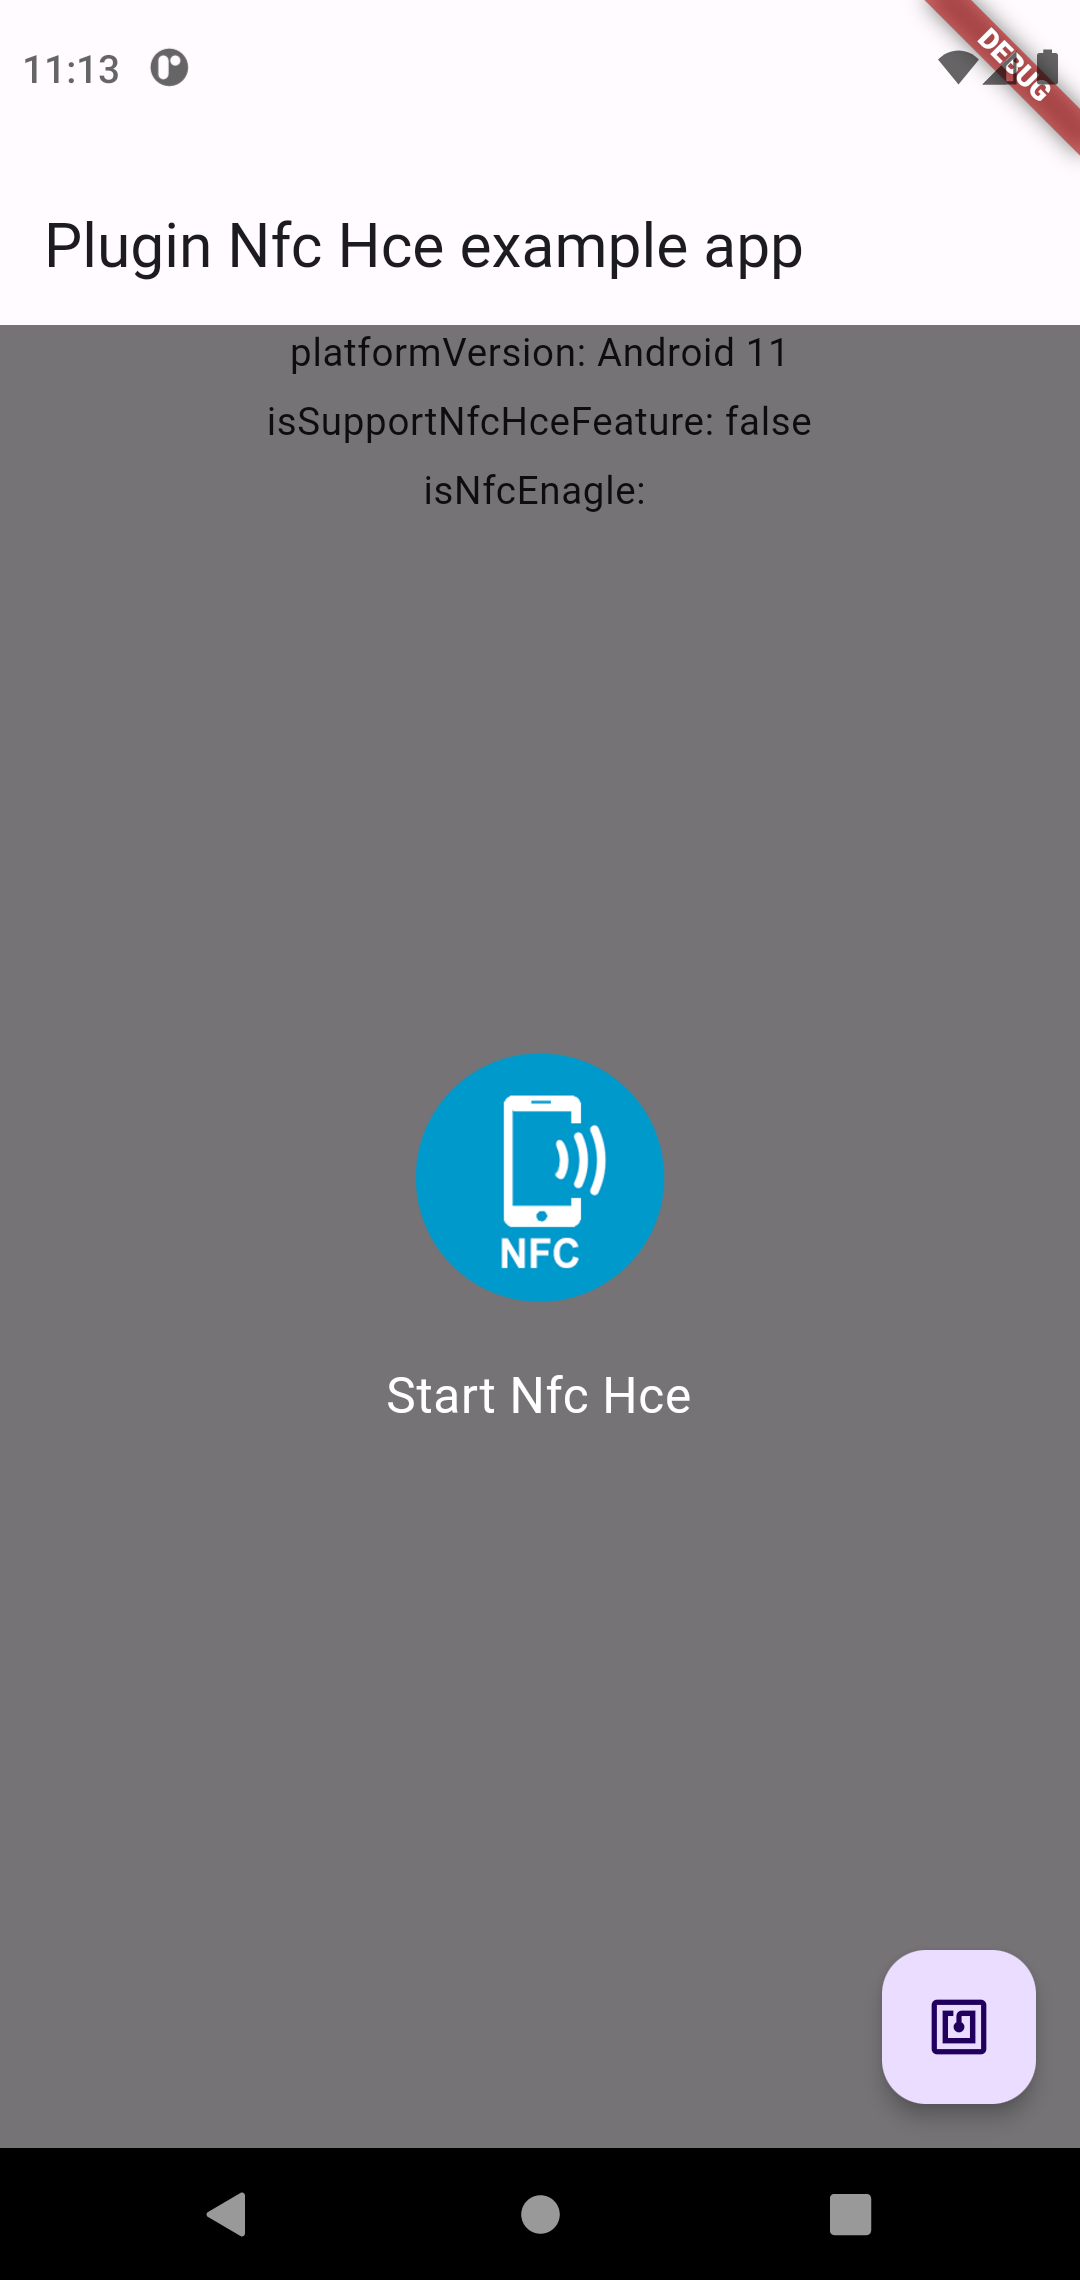 11:13
DEBUG
Plugin Nfc Hce example app
platformVersion: Android 11
isSupportNfcHceFeature: false
isNfcEnagle:
NFC
Start Nfc Hce